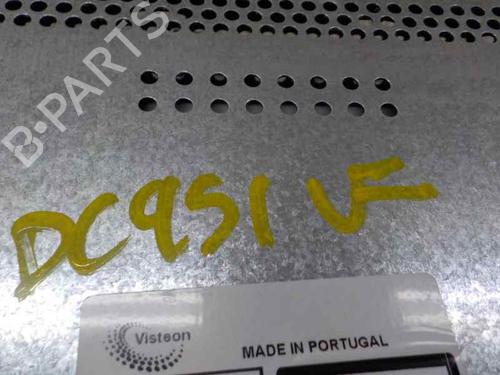 B-PARTS
DC951 VF
Visteon
MADE IN PORTUGAL